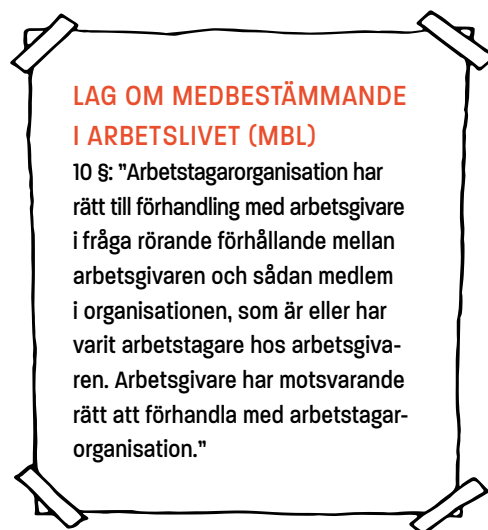 LAG OM MEDBESTÄMMANDE
I ARBETSLIVET (MBL)
10 §: ”Arbetstagarorganisation har
rätt till förhandling med arbetsgivare
i fråga rörande förhållande mellan
arbetsgivaren och sådan medlem
i organisationen, som är eller har
varit arbetstagare hos arbetsgiva-
ren. Arbetsgivare har motsvarande
rätt att förhandla med arbetstagar-
organisation.”